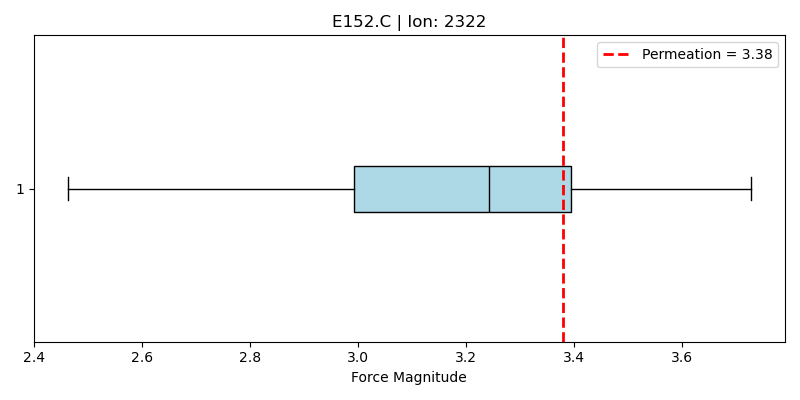 E152.C | Ion: 2322
Permeation = 3.38
1
2.4 2.6 2.8 3.0 3.2 3.4 3.6
Force Magnitude